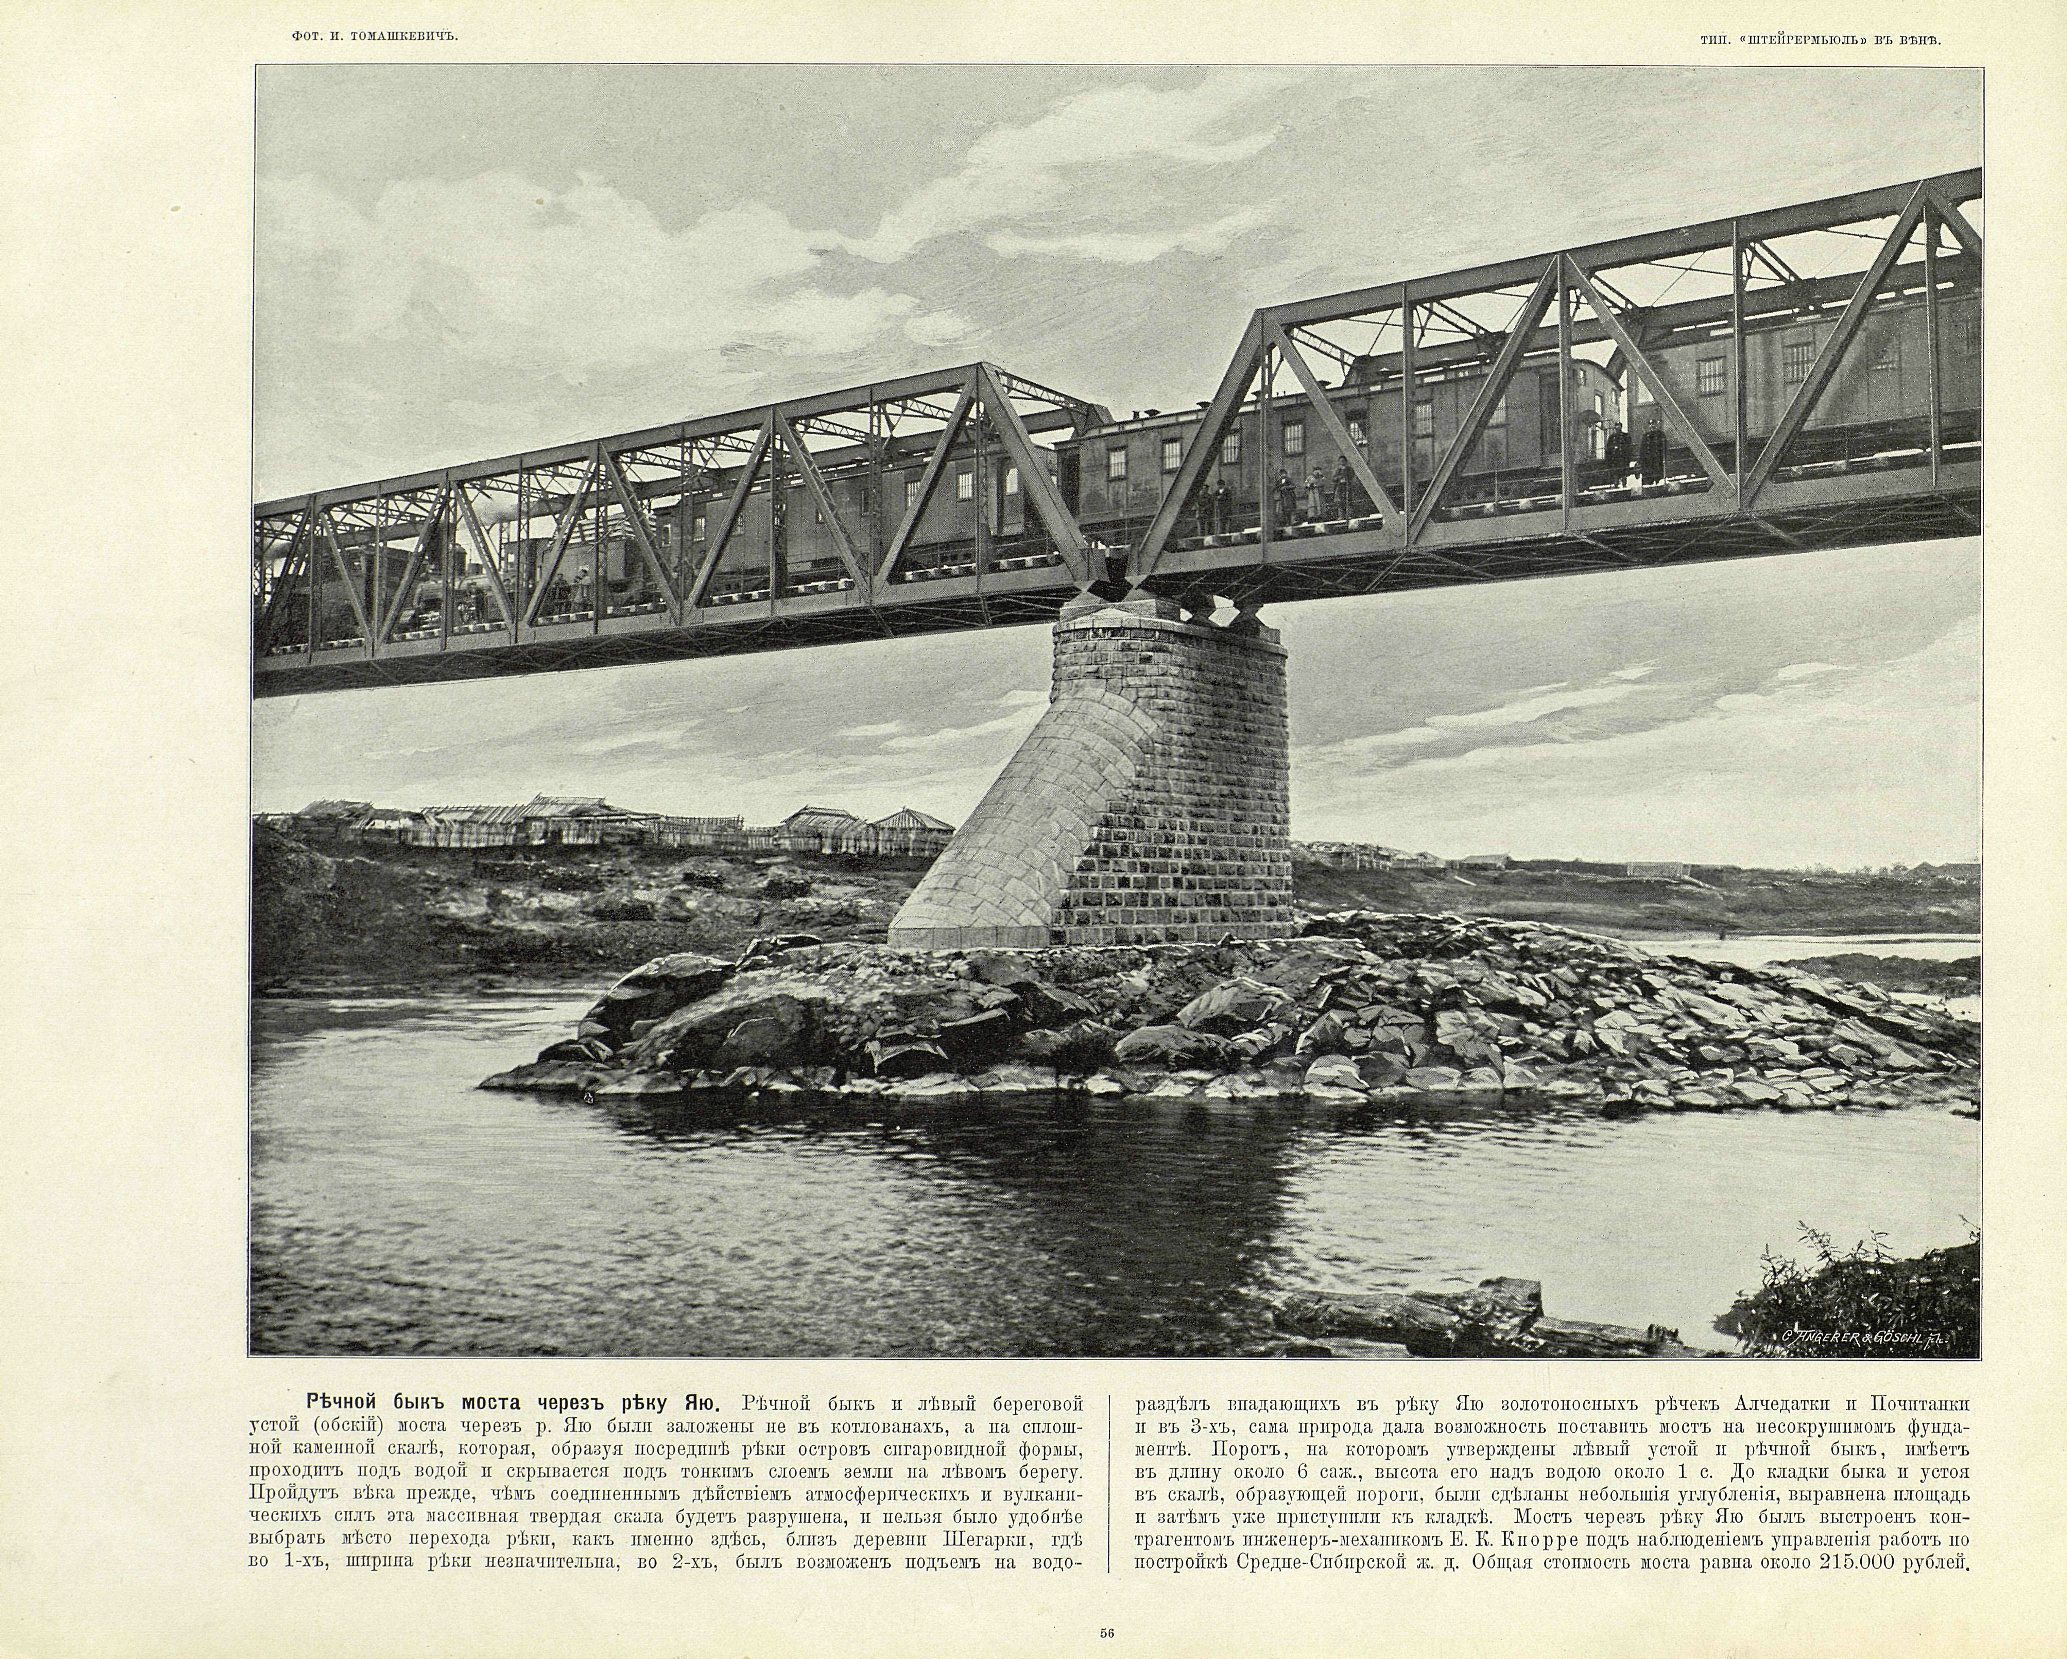 ФОТ. И. ТОМАШКЕВИЧЪ.
ТИП. «ШТЕЙРЕРМЬЮЛЬ» ВЪ ВѢНѢ.
C. ANGERER & GÖSCHL
Рѣчной быкъ моста черезъ рѣку Яю. Рѣчной быкъ и лѣвый береговой
устой (обскій) моста черезъ р. Яю были заложены не въ котлованахъ, а на сплош-
ной каменной скалѣ, которая, образуя посрединѣ рѣки островъ сигаровидной формы,
проходитъ подъ водой и скрывается подъ тонкимъ слоемъ земли на лѣвомъ берегу.
Пройдутъ вѣка прежде, чѣмъ соединеннымъ дѣйствіемъ атмосферическихъ и вулкани-
ческихъ силъ эта массивная твердая скала будетъ разрушена, и нельзя было удобнѣе
выбрать мѣсто перехода рѣки, какъ именно здѣсь, близъ деревни Шегарки, гдѣ
во 1-хъ, ширина рѣки незначительна, во 2-хъ, былъ возможенъ подъемъ на водо-
раздѣлъ впадающихъ въ рѣку Яю золотоносныхъ рѣчекъ Алчедатки и Почитанки
и въ 3-хъ, сама природа дала возможность поставить мостъ на несокрушимомъ фунда-
ментѣ. Порогъ, на которомъ утверждены лѣвый устой и рѣчной быкъ, имѣетъ
въ длину около 6 саж., высота его надъ водою около 1 с. До кладки быка и устоя
въ скалѣ, образующей пороги, были сдѣланы небольшія углубленія, выравнена площадь
и затѣмъ уже приступили къ кладкѣ. Мостъ черезъ рѣку Яю былъ выстроенъ кон-
трагентомъ инженеръ-механикомъ Е. К. Кнорре подъ наблюденіемъ управленія работъ по
постройкѣ Средне-Сибирской ж. д. Общая стоимость моста равна около 215.000 рублей.
56